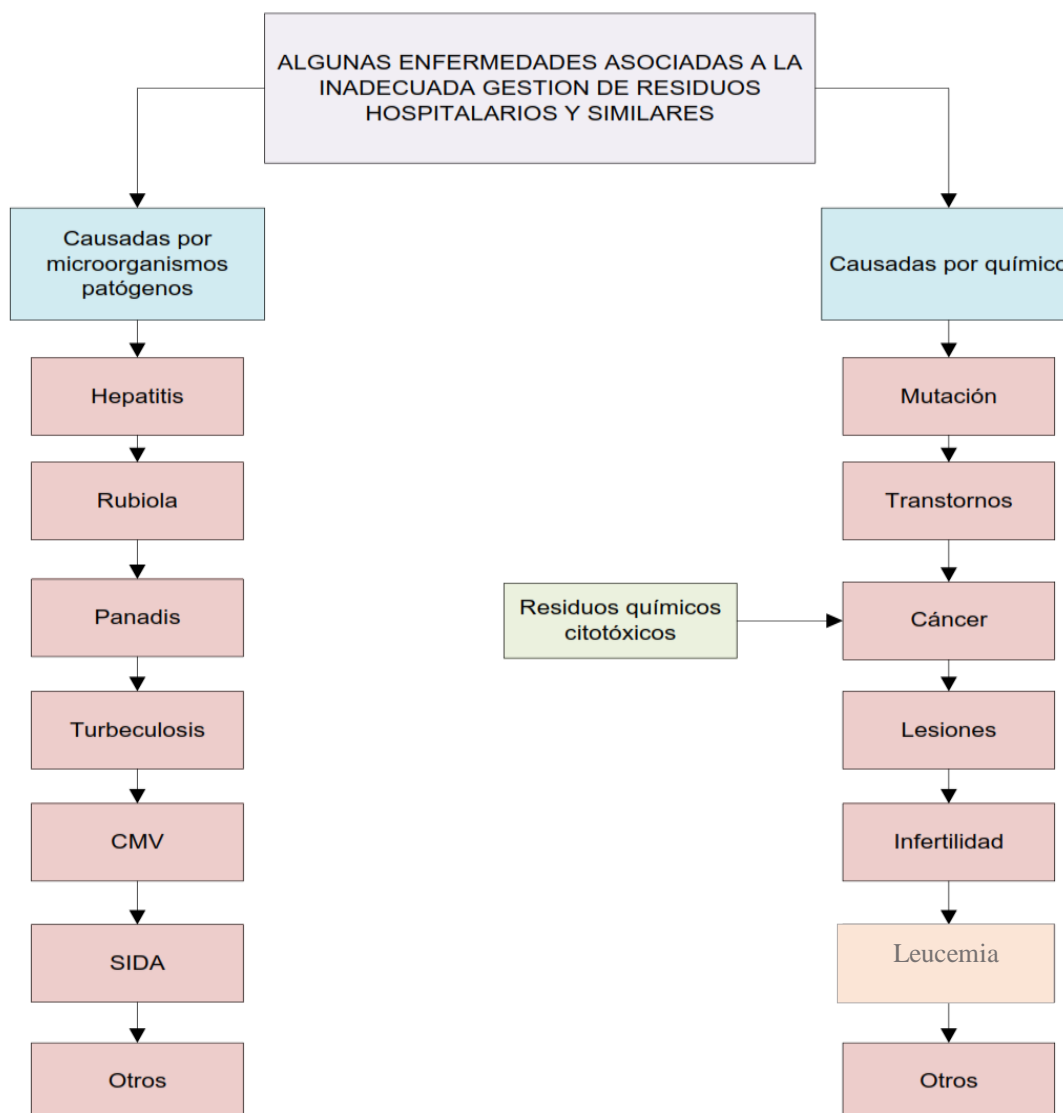 ALGUNAS ENFERMEDADES ASOCIADAS A LA
INADECUADA GESTION DE RESIDUOS
HOSPITALARIOS Y SIMILARES
Causadas por
microorganismos
patógenos
Hepatitis
Rubiola
Panadis
Turbeculosis
CMV
SIDA
Otros
Residuos químicos
citotóxicos
Causadas por químico
Mutación
Transtornos
Cáncer
Lesiones
Infertilidad
Leucemia
Otros